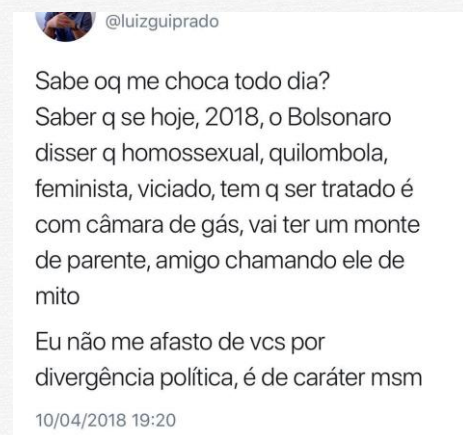 @luizguiprado
Sabe oq me choca todo dia?
Saber q se hoje, 2018, o Bolsonaro
disser q homossexual, quilombola,
feminista, viciado, tem q ser tratado é
com câmara de gás, vai ter um monte
de parente, amigo chamando ele de
mito
Eu não me afasto de vcs por
divergência política, é de caráter msm
10/04/2018 19:20